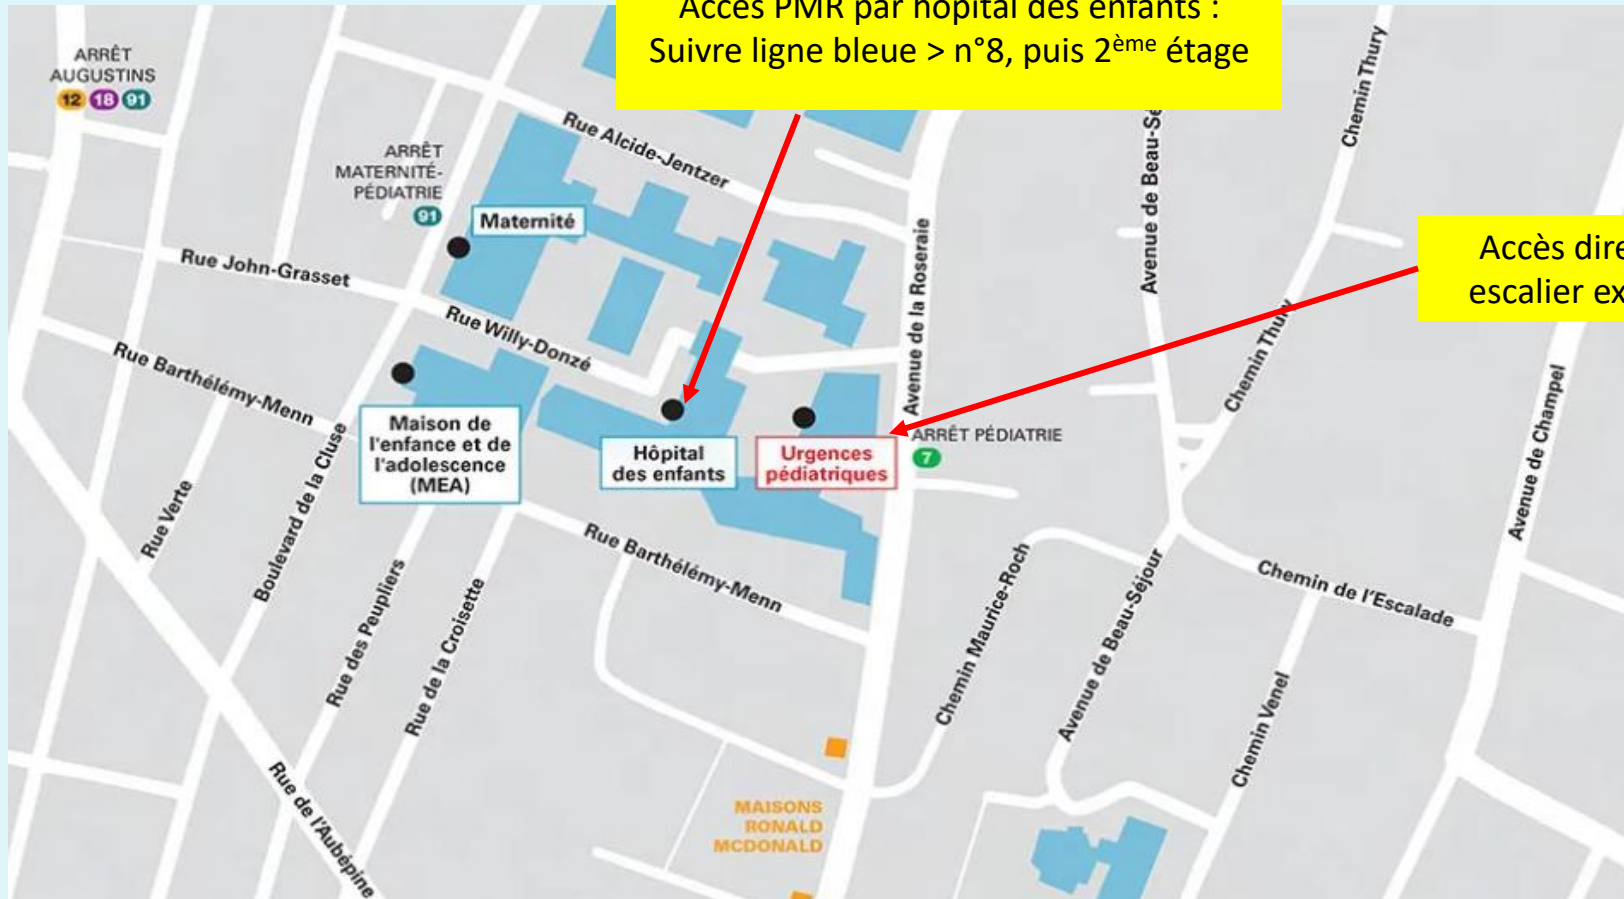 Accès PMR par hôpital des enfants :
Suivre ligne bleue > n°8, puis 2ème étage
ARRÊT
AUGUSTINS
12 18 91
ARRÊT
MATERNITÉ-
PÉDIATRIE
91
Maternité
Rue Alcide-Jentzer
Rue John-Grasset
Rue Willy-Donzé
Rue Barthélémy-Menn
Maison de
l'enfance et de
l'adolescence
(MEA)
Hôpital
des enfants
Urgences
pédiatriques
ARRÊT PÉDIATRIE
7
Avenue de la Roseraie
Avenue de Beau-Sé
Chemin Thury
Chemin Thury
Accès dire
escalier ex
Avenue de Champel
Rue Verte
Boulevard de la Cluse
Rue des Peupliers
Rue de la Croisette
Rue Barthélémy-Menn
Chemin Maurice-Roch
Avenue de Beau-Séjour
Chemin de l'Escalade
Chemin Venel
Rue de l'Aubépine
MAISONS
RONALD
MCDONALD